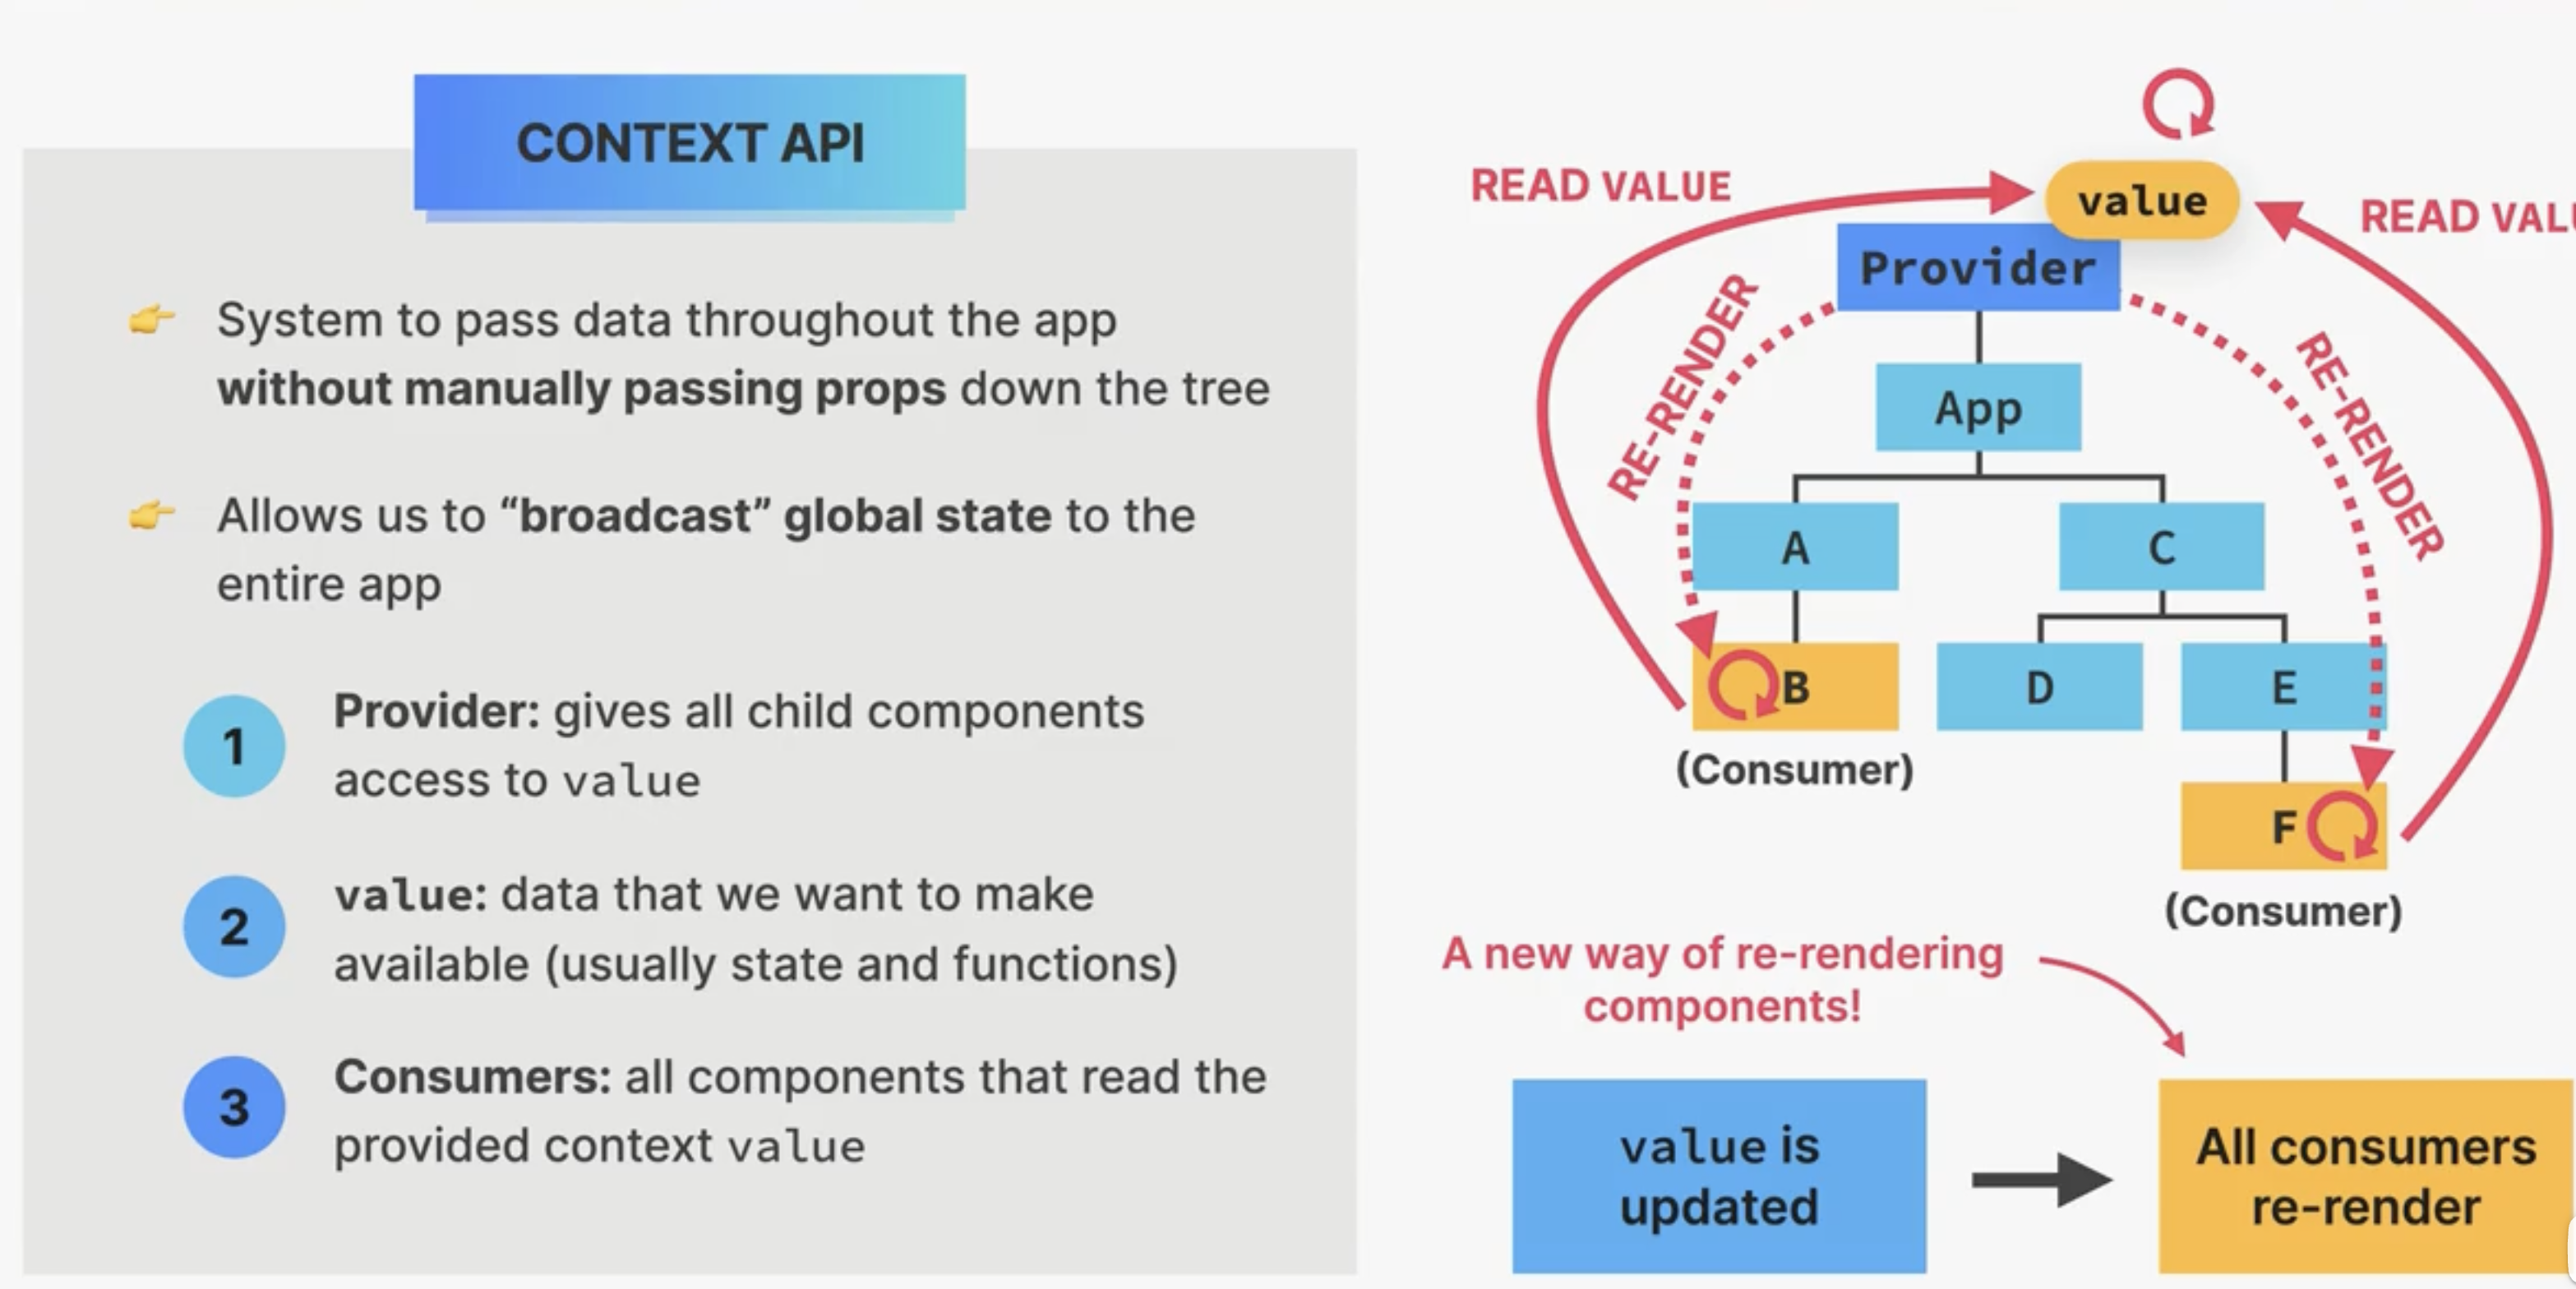 CONTEXT API
👉 System to pass data throughout the app
without manually passing props down the tree
👉 Allows us to “broadcast” global state to the
entire app
1 Provider: gives all child components
access to value
2 value: data that we want to make
available (usually state and functions)
3 Consumers: all components that read the
provided context value
READ VALUE
value
READ VALU
Provider
RE-RENDER
RE-RENDER
App
A
C
B
D
E
(Consumer)
F
(Consumer)
A new way of re-rendering
components!
value is
updated
All consumers
re-render